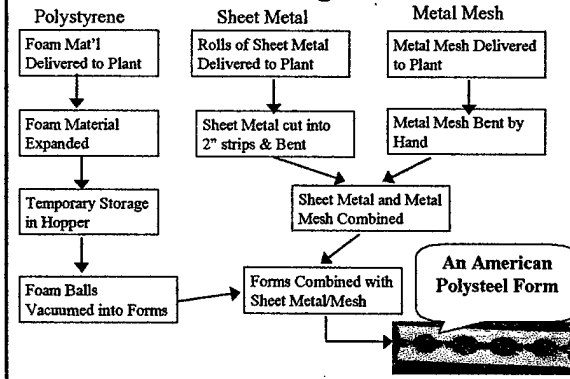 Polystyrene
Sheet Metal
Metal Mesh
Foam Mat'l
Delivered to Plant
Rolls of Sheet Metal
Delivered to Plant
Metal Mesh Delivered
to Plant
Foam Material
Expanded
Sheet Metal cut into
2" strips & Bent
Metal Mesh Bent by
Hand
Temporary Storage
in Hopper
Sheet Metal and Metal
Mesh Combined
Foam Balls
Vacuumed into Forms
Forms Combined with
Sheet Metal/Mesh
An American
Polysteel Form